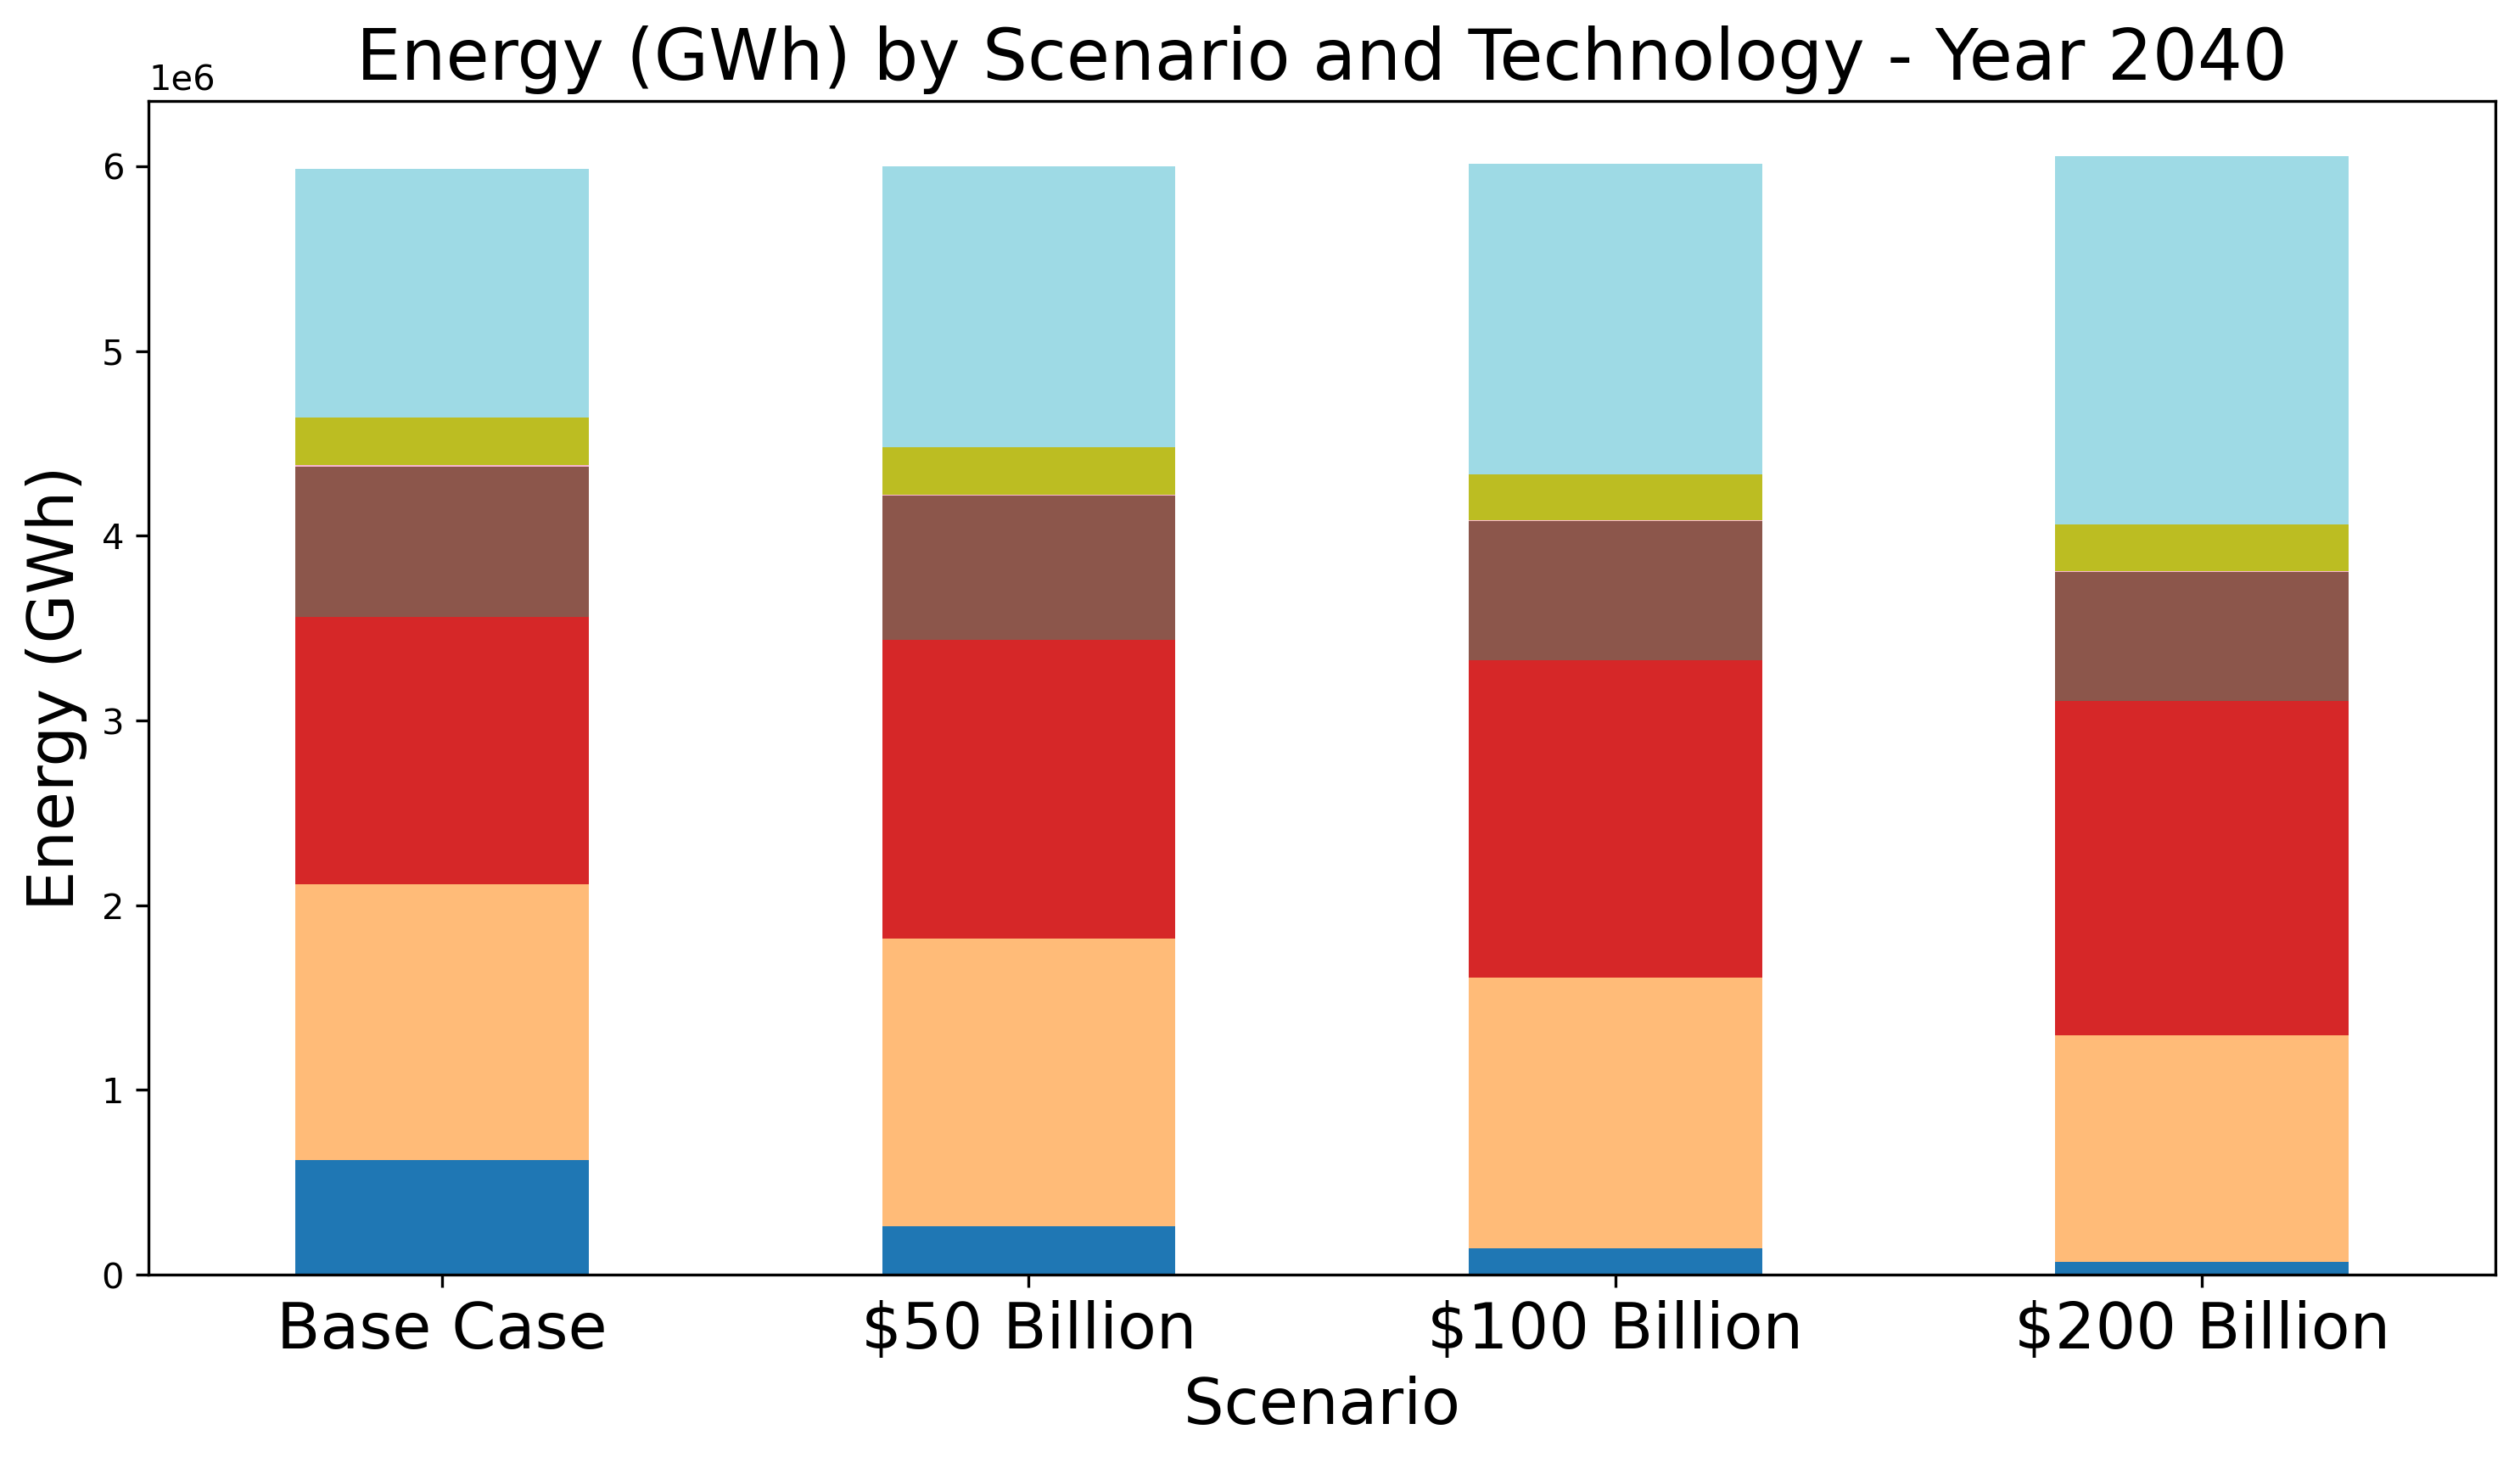 Energy (GWh) by Scenario and Technology - Year 2040
1e6
6
5
4
3
2
1
0
Energy (GWh)
Base Case
$50 Billion
$100 Billion
$200 Billion
Scenario